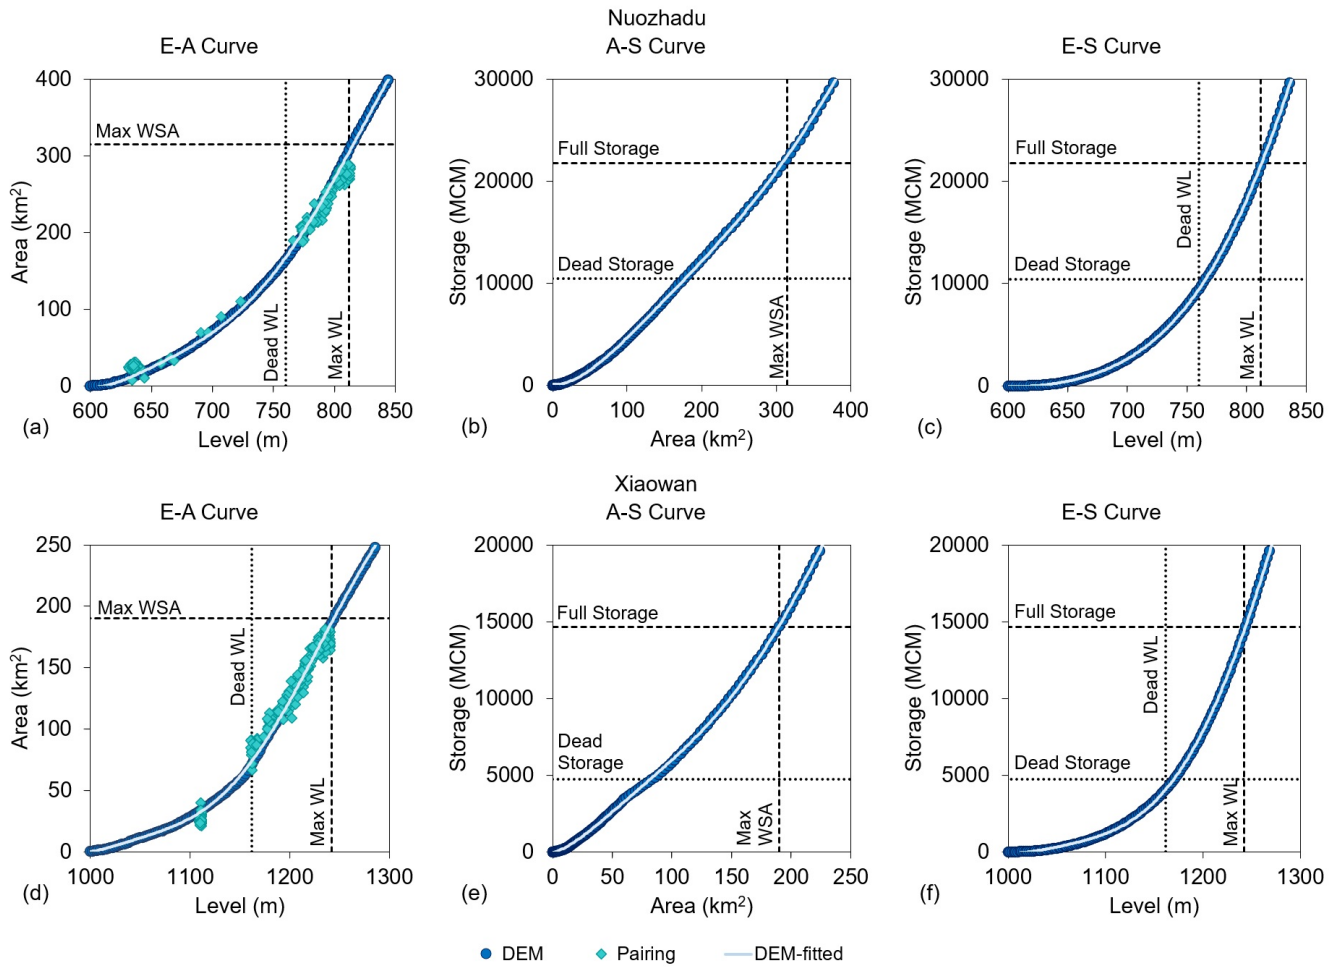 Nuozhadu
E-A Curve
A-S Curve
E-S Curve
400
300
200
100
0
Area (km²)
Max WSA
Dead WL
Max WL
600 650 700 750 800 850
Level (m)
(a)
30000
20000
10000
0
Storage (MCM)
Full Storage
Dead Storage
Max WSA
0 100 200 300 400
Area (km²)
(b)
30000
20000
10000
0
Storage (MCM)
Full Storage
Dead WL
Dead Storage
Max WL
600 650 700 750 800 850
Level (m)
(c)
Xiaowan
E-A Curve
A-S Curve
E-S Curve
250
200
150
100
50
0
Area (km²)
Max WSA
Dead WL
Max WL
1000 1100 1200 1300
Level (m)
(d)
20000
15000
10000
5000
0
Storage (MCM)
Full Storage
Dead
Storage
Max
WSA
0 50 100 150 200 250
Area (km²)
(e)
20000
15000
10000
5000
0
Storage (MCM)
Full Storage
Dead WL
Dead Storage
Max WL
1000 1100 1200 1300
Level (m)
(f)
DEM Pairing DEM-fitted